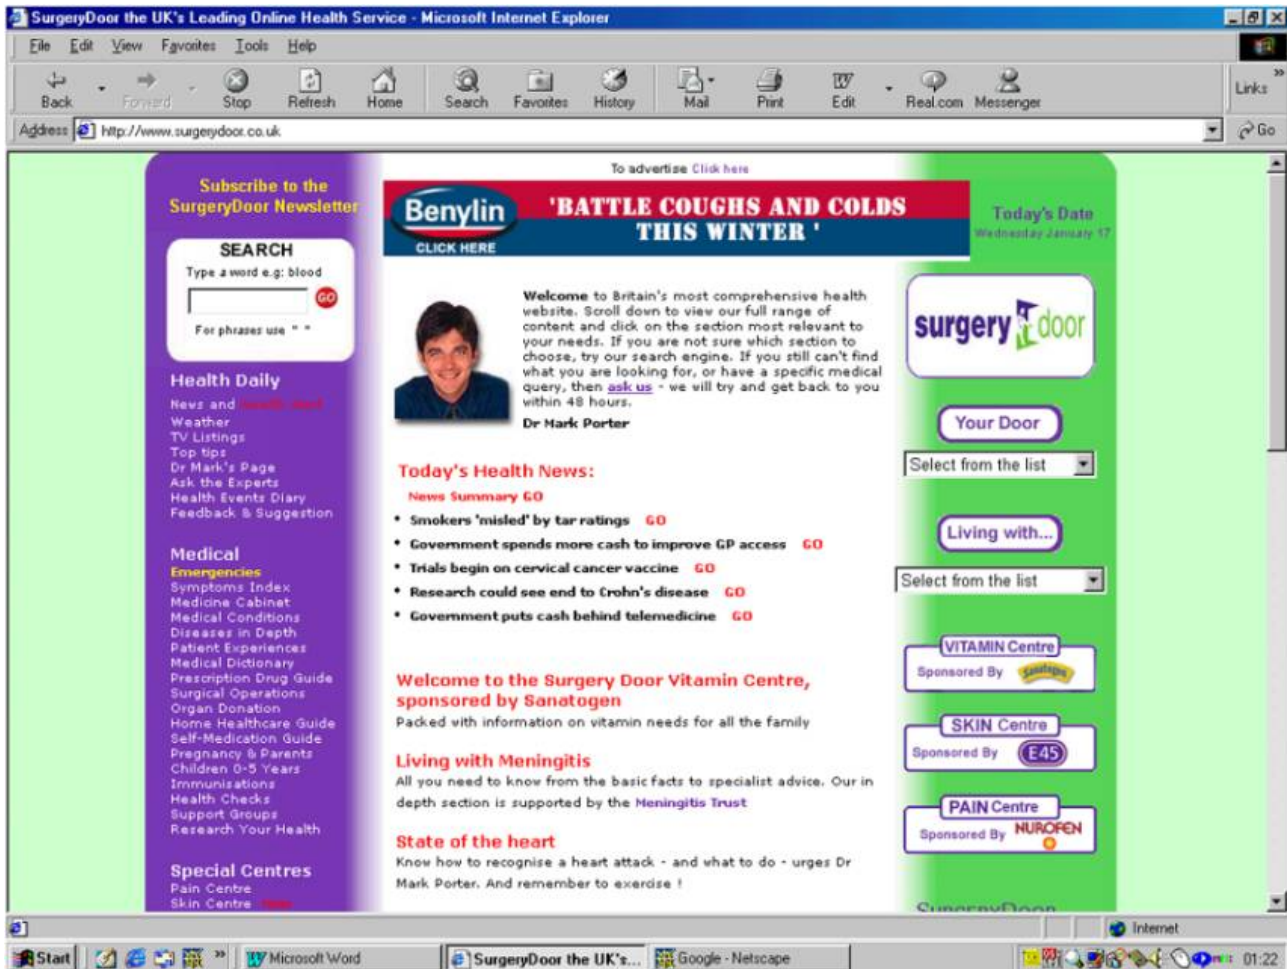 SurgeryDoor the UK's Leading Online Health Service - Microsoft Internet Explorer
File Edit View Favorites Tools Help
Back Forward Stop Refresh Home Search Favorites History Mail Print Edit Real.com Messenger Links »
Address http://www.surgerydoor.co.uk Go
Subscribe to the
SurgeryDoor Newsletter
SEARCH
Type a word e.g: blood
GO
For phrases use " "
Health Daily
News and
Weather
TV Listings
Top tips
Dr Mark's Page
Ask the Experts
Health Events Diary
Feedback & Suggestion
Medical
Emergencies
Symptoms Index
Medicine Cabinet
Medical Conditions
Diseases in Depth
Patient Experiences
Medical Dictionary
Prescription Drug Guide
Surgical Operations
Organ Donation
Home Healthcare Guide
Self-Medication Guide
Pregnancy & Parents
Children 0-5 Years
Immunisations
Health Checks
Support Groups
Research Your Health
Special Centres
Pain Centre
Skin Centre
To advertise Click here
Benylin
CLICK HERE
'BATTLE COUGHS AND COLDS
THIS WINTER '
Welcome to Britain's most comprehensive health
website. Scroll down to view our full range of
content and click on the section most relevant to
your needs. If you are not sure which section to
choose, try our search engine. If you still can't find
what you are looking for, or have a specific medical
query, then ask us - we will try and get back to you
within 48 hours.
Dr Mark Porter
Today's Health News:
News Summary GO
• Smokers 'misled' by tar ratings GO
• Government spends more cash to improve GP access GO
• Trials begin on cervical cancer vaccine GO
• Research could see end to Crohn's disease GO
• Government puts cash behind telemedicine GO
Welcome to the Surgery Door Vitamin Centre,
sponsored by Sanatogen
Packed with information on vitamin needs for all the family
Living with Meningitis
All you need to know from the basic facts to specialist advice. Our in
depth section is supported by the Meningitis Trust
State of the heart
Know how to recognise a heart attack - and what to do - urges Dr
Mark Porter. And remember to exercise !
Today's Date
Wednesday January 17
surgery door
Your Door
Select from the list
Living with...
Select from the list
VITAMIN Centre
Sponsored By Sanatogen
SKIN Centre
Sponsored By E45
PAIN Centre
Sponsored By NUROFEN
SurgeryDoor
Internet
Start » Microsoft Word SurgeryDoor the UK's... Google - Netscape 01:22